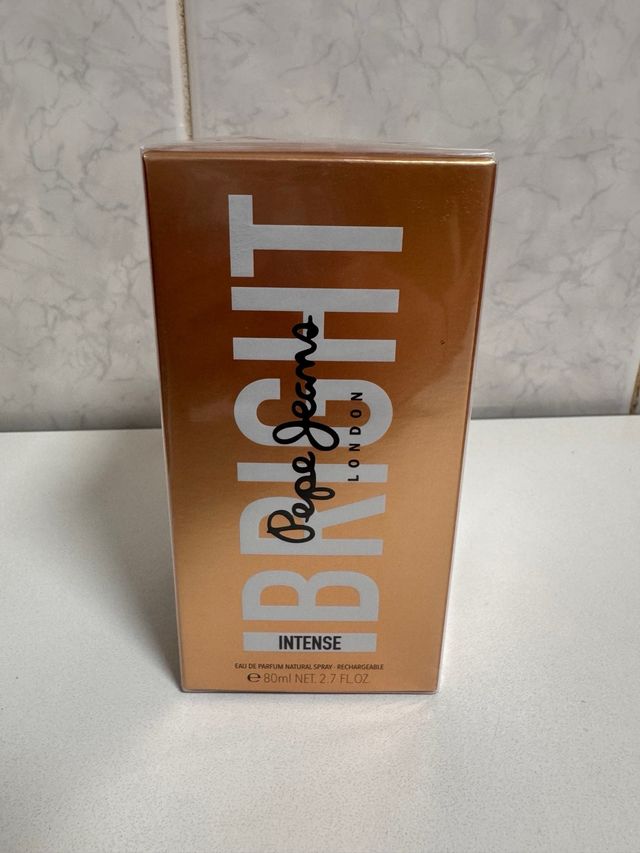 BRIGHT
Pepe Jeans
LONDON
INTENSE
EAU DE PARFUM NATURAL SPRAY · RECHARGEABLE
℮ 80ml NET. 2.7 FL.OZ.